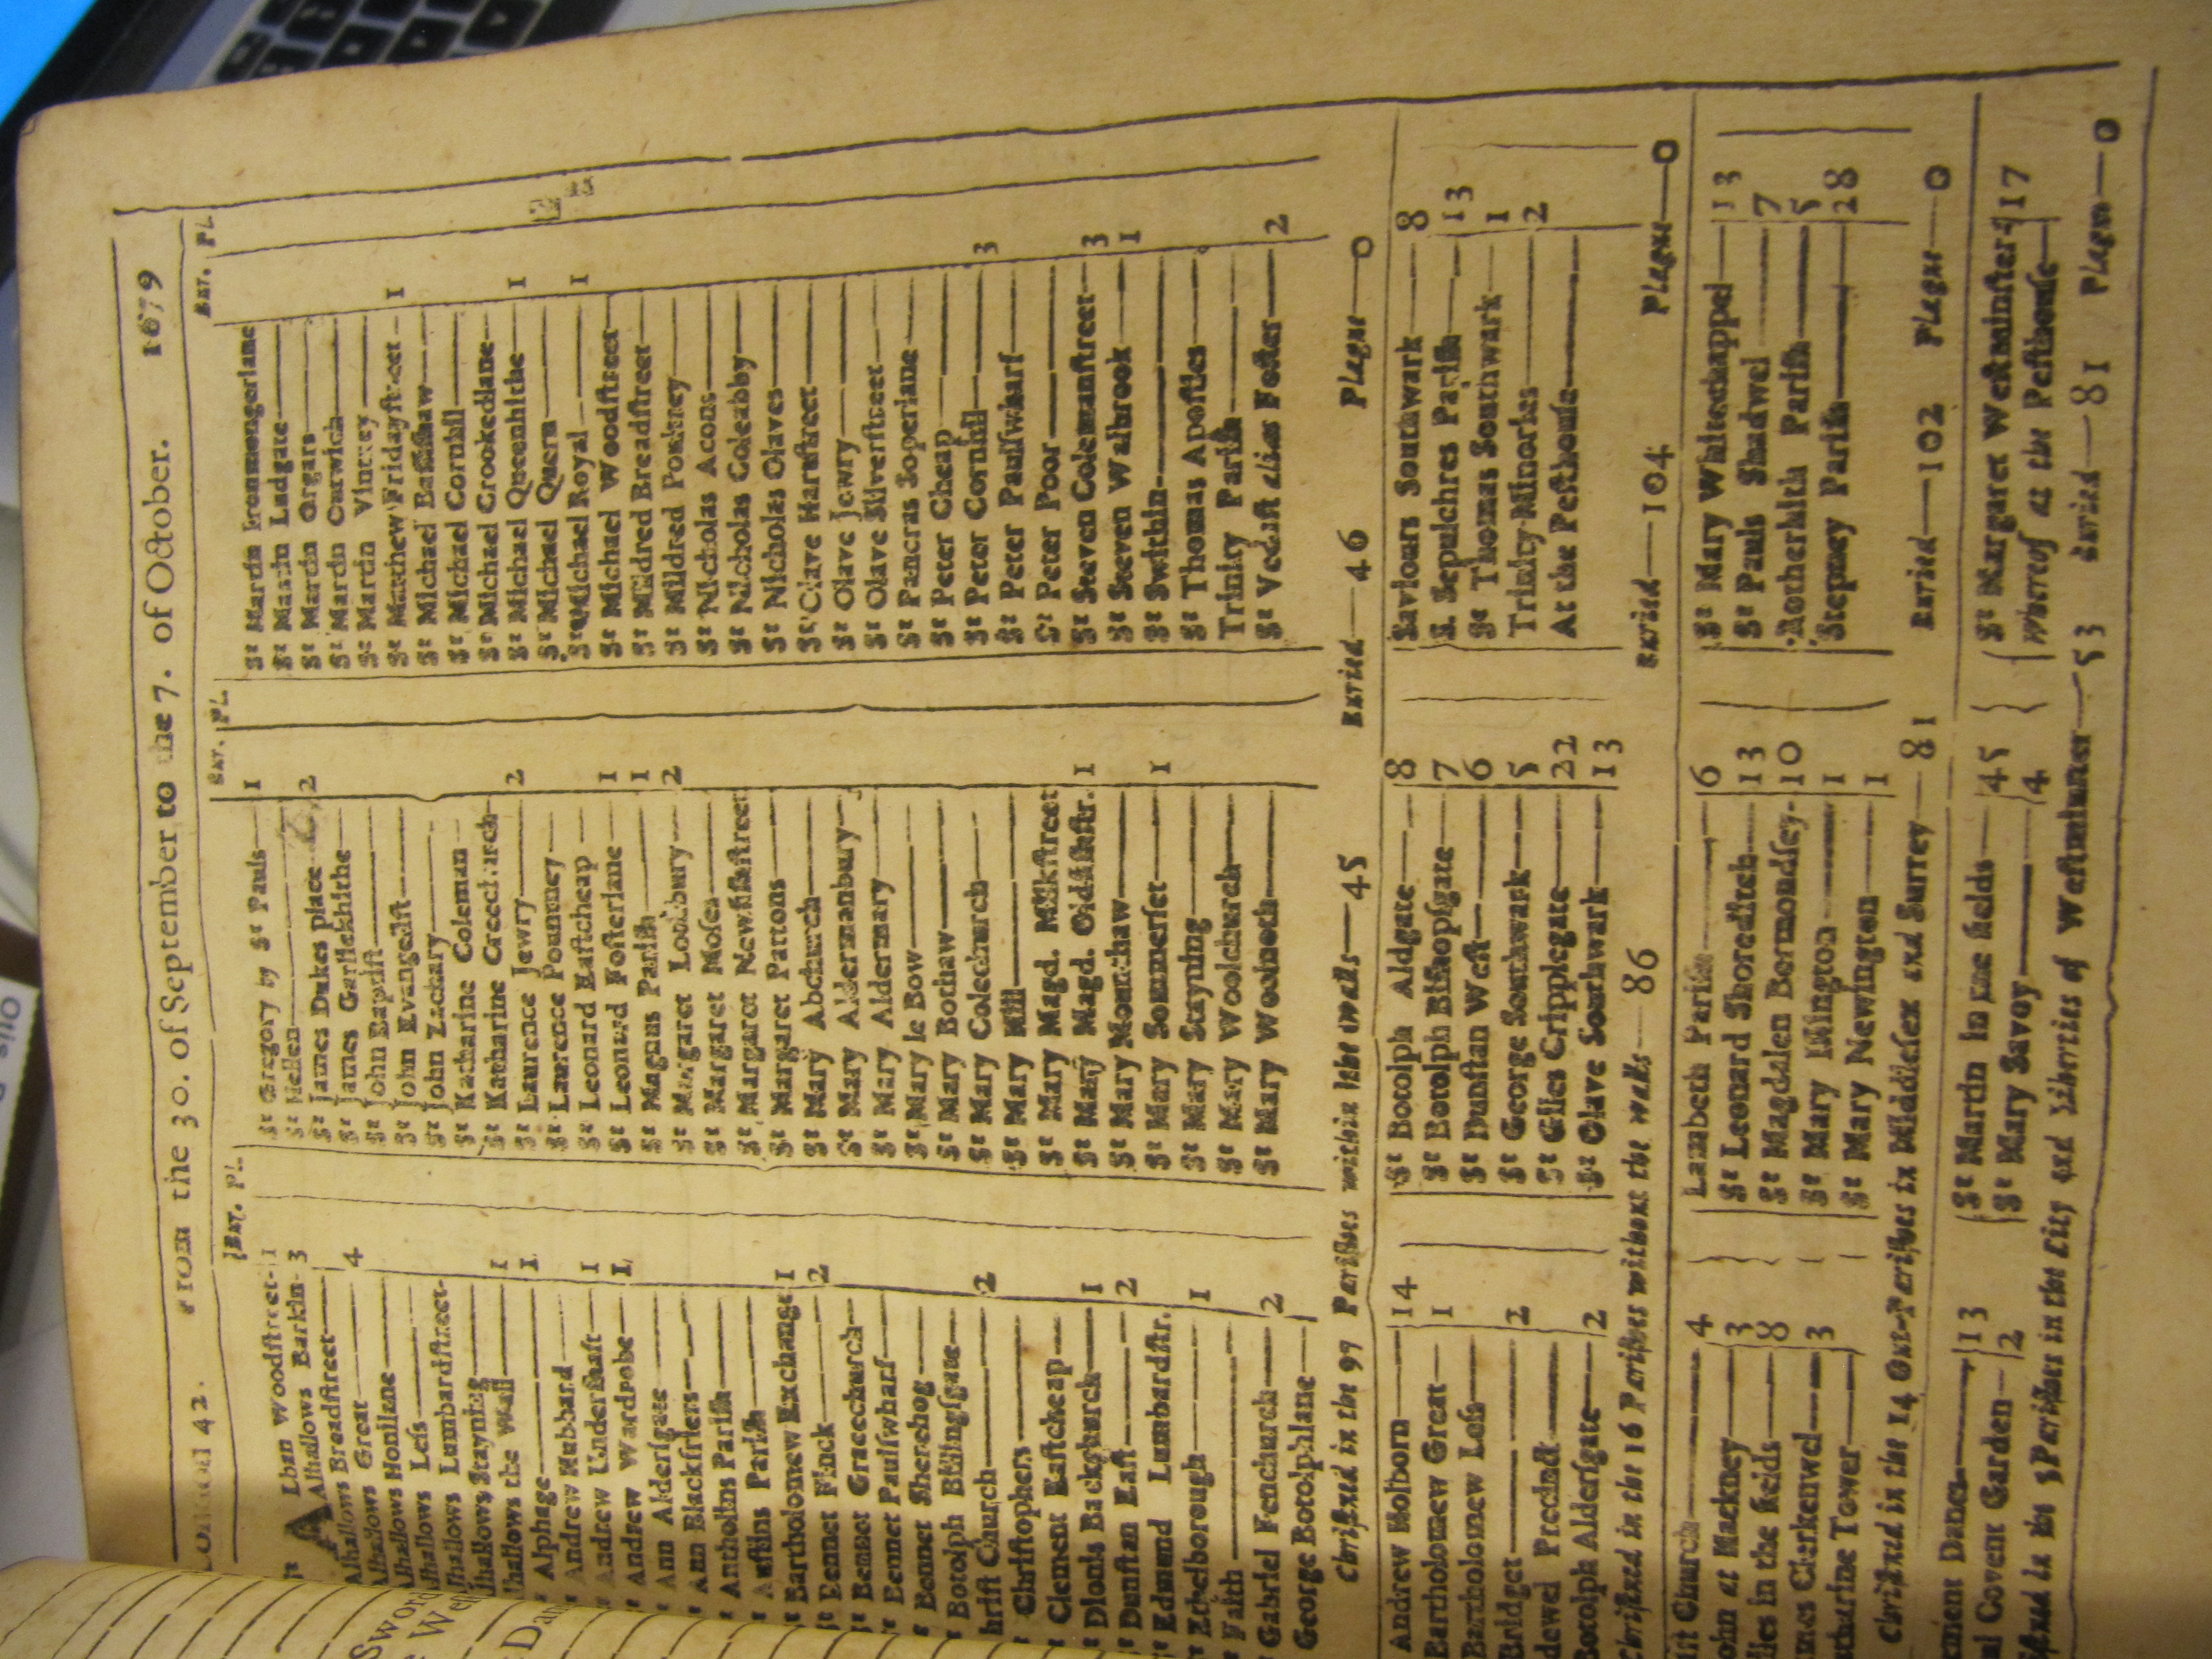 London 42. From the 30. of September to the 7. of October. 1679
Bur. Pl.
St Alban Woodſtreet 1
Alhallows Barkin 3
Alhallows Breadſtreet
Alhallows Great 4
Alhallows Honilane
Alhallows Leſs
Alhallows Lumbardſtreet
Alhallows Stayning
Alhallows the Wall 1
St Alphage 1
St Andrew Hubbard
St Andrew Underſhaft 1
St Andrew Wardrobe 1
St Ann Alderſgate
St Ann Blackfriers
St Antholins Pariſh
St Auſtins Pariſh
St Bartholomew Exchange 1
St Bennet Finck 2
St Bennet Gracechurch
St Bennet Paulſwharf
St Bennet Sherehog
St Botolph Billingſgate
Chriſt Church 2
St Chriſtophers
St Clement Eaſtcheap
St Dionis Backchurch 1
St Dunſtan Eaſt 2
St Edmund Lumbardſtr.
St Ethelborough 1
St Faith
St Gabriel Fenchurch 2
George Botolphlane
Bur. Pl.
St Gregory by St Pauls 1
St Hellen
St James Dukes place 2
St James Garlickhithe
St John Baptiſt
St John Evangeliſt
St John Zachary
St Katharine Coleman
St Katharine Creechurch
St Laurence Jewry 2
St Laurence Pountney
St Leonard Eaſtcheap
St Leonard Foſterlane 1
St Magnus Pariſh 1
St Margaret Lothbury 2
St Margaret Moſes
St Margaret Newfiſhſtreet
St Margaret Pattons
St Mary Abchurch
St Mary Aldermanbury
St Mary Aldermary
St Mary le Bow
St Mary Bothaw
St Mary Colechurch
St Mary Hill
St Mary Magd. Milkſtreet
St Mary Magd. Oldfiſhſtr. 1
St Mary Mounthaw
St Mary Sommerſet 1
St Mary Stayning
St Mary Woolchurch
St Mary Woolnoth
Bur. Pl.
St Martin Ironmongerlane
St Martin Ludgate
St Martin Orgars
St Martin Outwich
St Martin Vintrey
St Matthew Fridayſtreet 1
St Michael Baſſiſhaw
St Michael Cornhil
St Michael Crookedlane
St Michael Queenhithe 1
St Michael Quern
St Michael Royal 1
St Michael Woodſtreet
St Mildred Breadſtreet
St Mildred Poultrey
St Nicholas Acons
St Nicholas Coleabby
St Nicholas Olaves
St Olave Hartſtreet
St Olave Jewry
St Olave Silverſtreet
St Pancras Soperlane
St Peter Cheap
St Peter Cornhil 3
St Peter Paulſwharf
St Peter Poor
St Steven Colemanſtreet 3
St Steven Walbrook 1
St Swithin
St Thomas Apoſtles
Trinity Pariſh
St Vedaſt alias Foſter 2
Chriſtned in the 97 Pariſhes within the walls 45 Buried 46 Plague 0
Andrew Holborn 14
Bartholomew Great 1
Bartholomew Leſs
Bridget 2
Bridewel Precinct
Botolph Alderſgate 2
St Botolph Aldgate 8
St Botolph Biſhopſgate 7
St Dunſtan Weſt 6
St George Southwark 5
St Giles Cripplegate 22
St Olave Southwark 13
Saviours Southwark 8
S. Sepulchres Pariſh 13
St Thomas Southwark 1
Trinity Minories 2
At the Peſthouſe
Chriſtned in the 16 Pariſhes without the walls 86 Buried 104 Plague 0
Chriſt Church 4
John at Hackney 3
Giles in the fields 8
James Clerkenwel 3
Katharine Tower
Lambeth Pariſh 6
St Leonard Shoreditch 13
St Magdalen Bermondſey 10
St Mary Iſlington 1
St Mary Newington 1
St Mary Whitechappel 13
St Pauls Shadwel 7
Rotherhith Pariſh 5
Stepney Pariſh 28
Chriſtned in the 14 Out-Pariſhes in Middleſex and Surrey 81 Buried 102 Plague 0
Clement Danes 13
Paul Covent Garden 2
St Martin in the fields 45
St Mary Savoy 4
St Margaret Weſtminſter 17
Whereof at the Peſthouſe
Chriſtned in the 5 Pariſhes in the City and Liberties of Weſtminſter 53 Buried 81 Plague 0
Sword
Dan